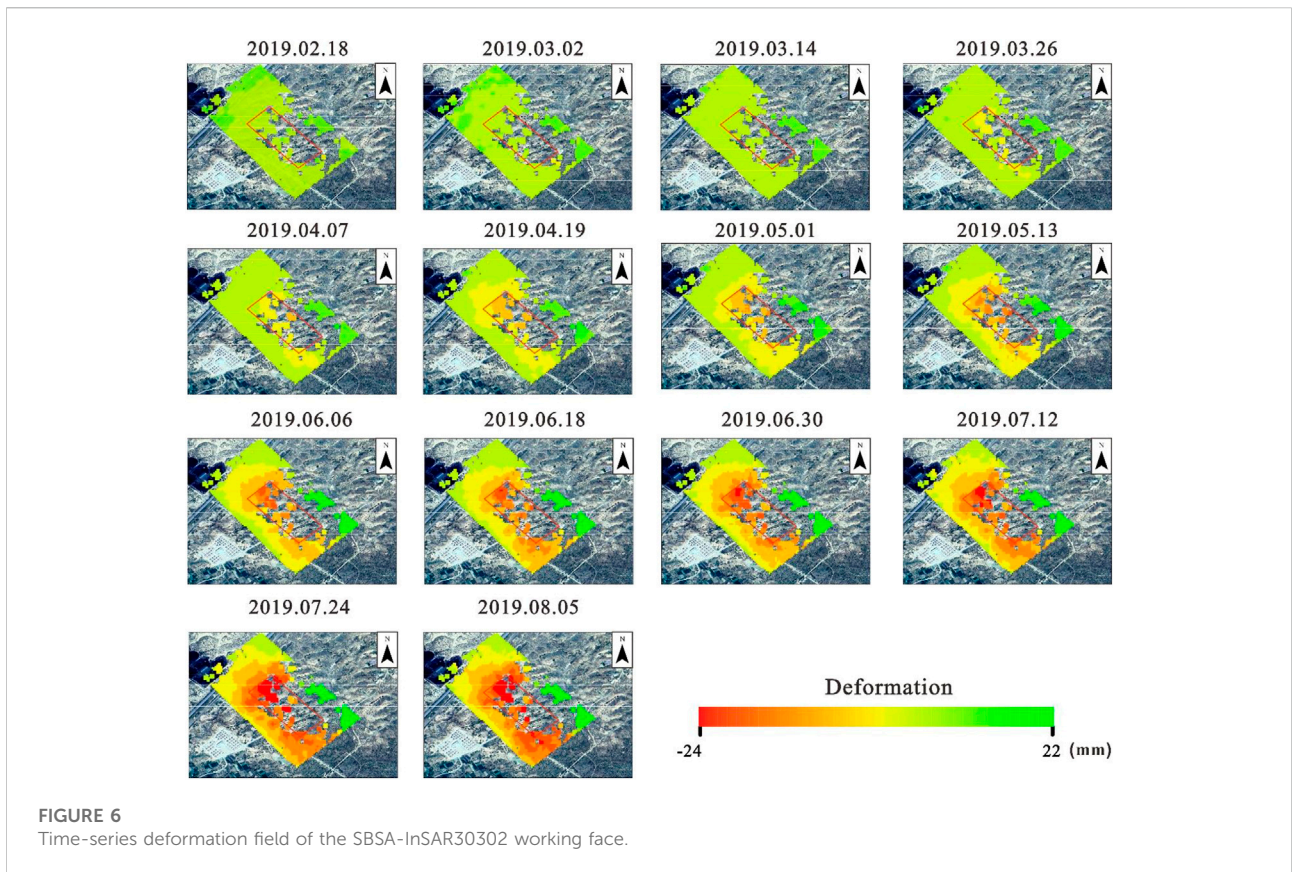 2019.02.18 2019.03.02 2019.03.14 2019.03.26
N N N N
2019.04.07 2019.04.19 2019.05.01 2019.05.13
N N N N
2019.06.06 2019.06.18 2019.06.30 2019.07.12
N N N N
2019.07.24 2019.08.05
N N
Deformation
-24 22 (mm)
FIGURE 6
Time-series deformation field of the SBSA-InSAR30302 working face.